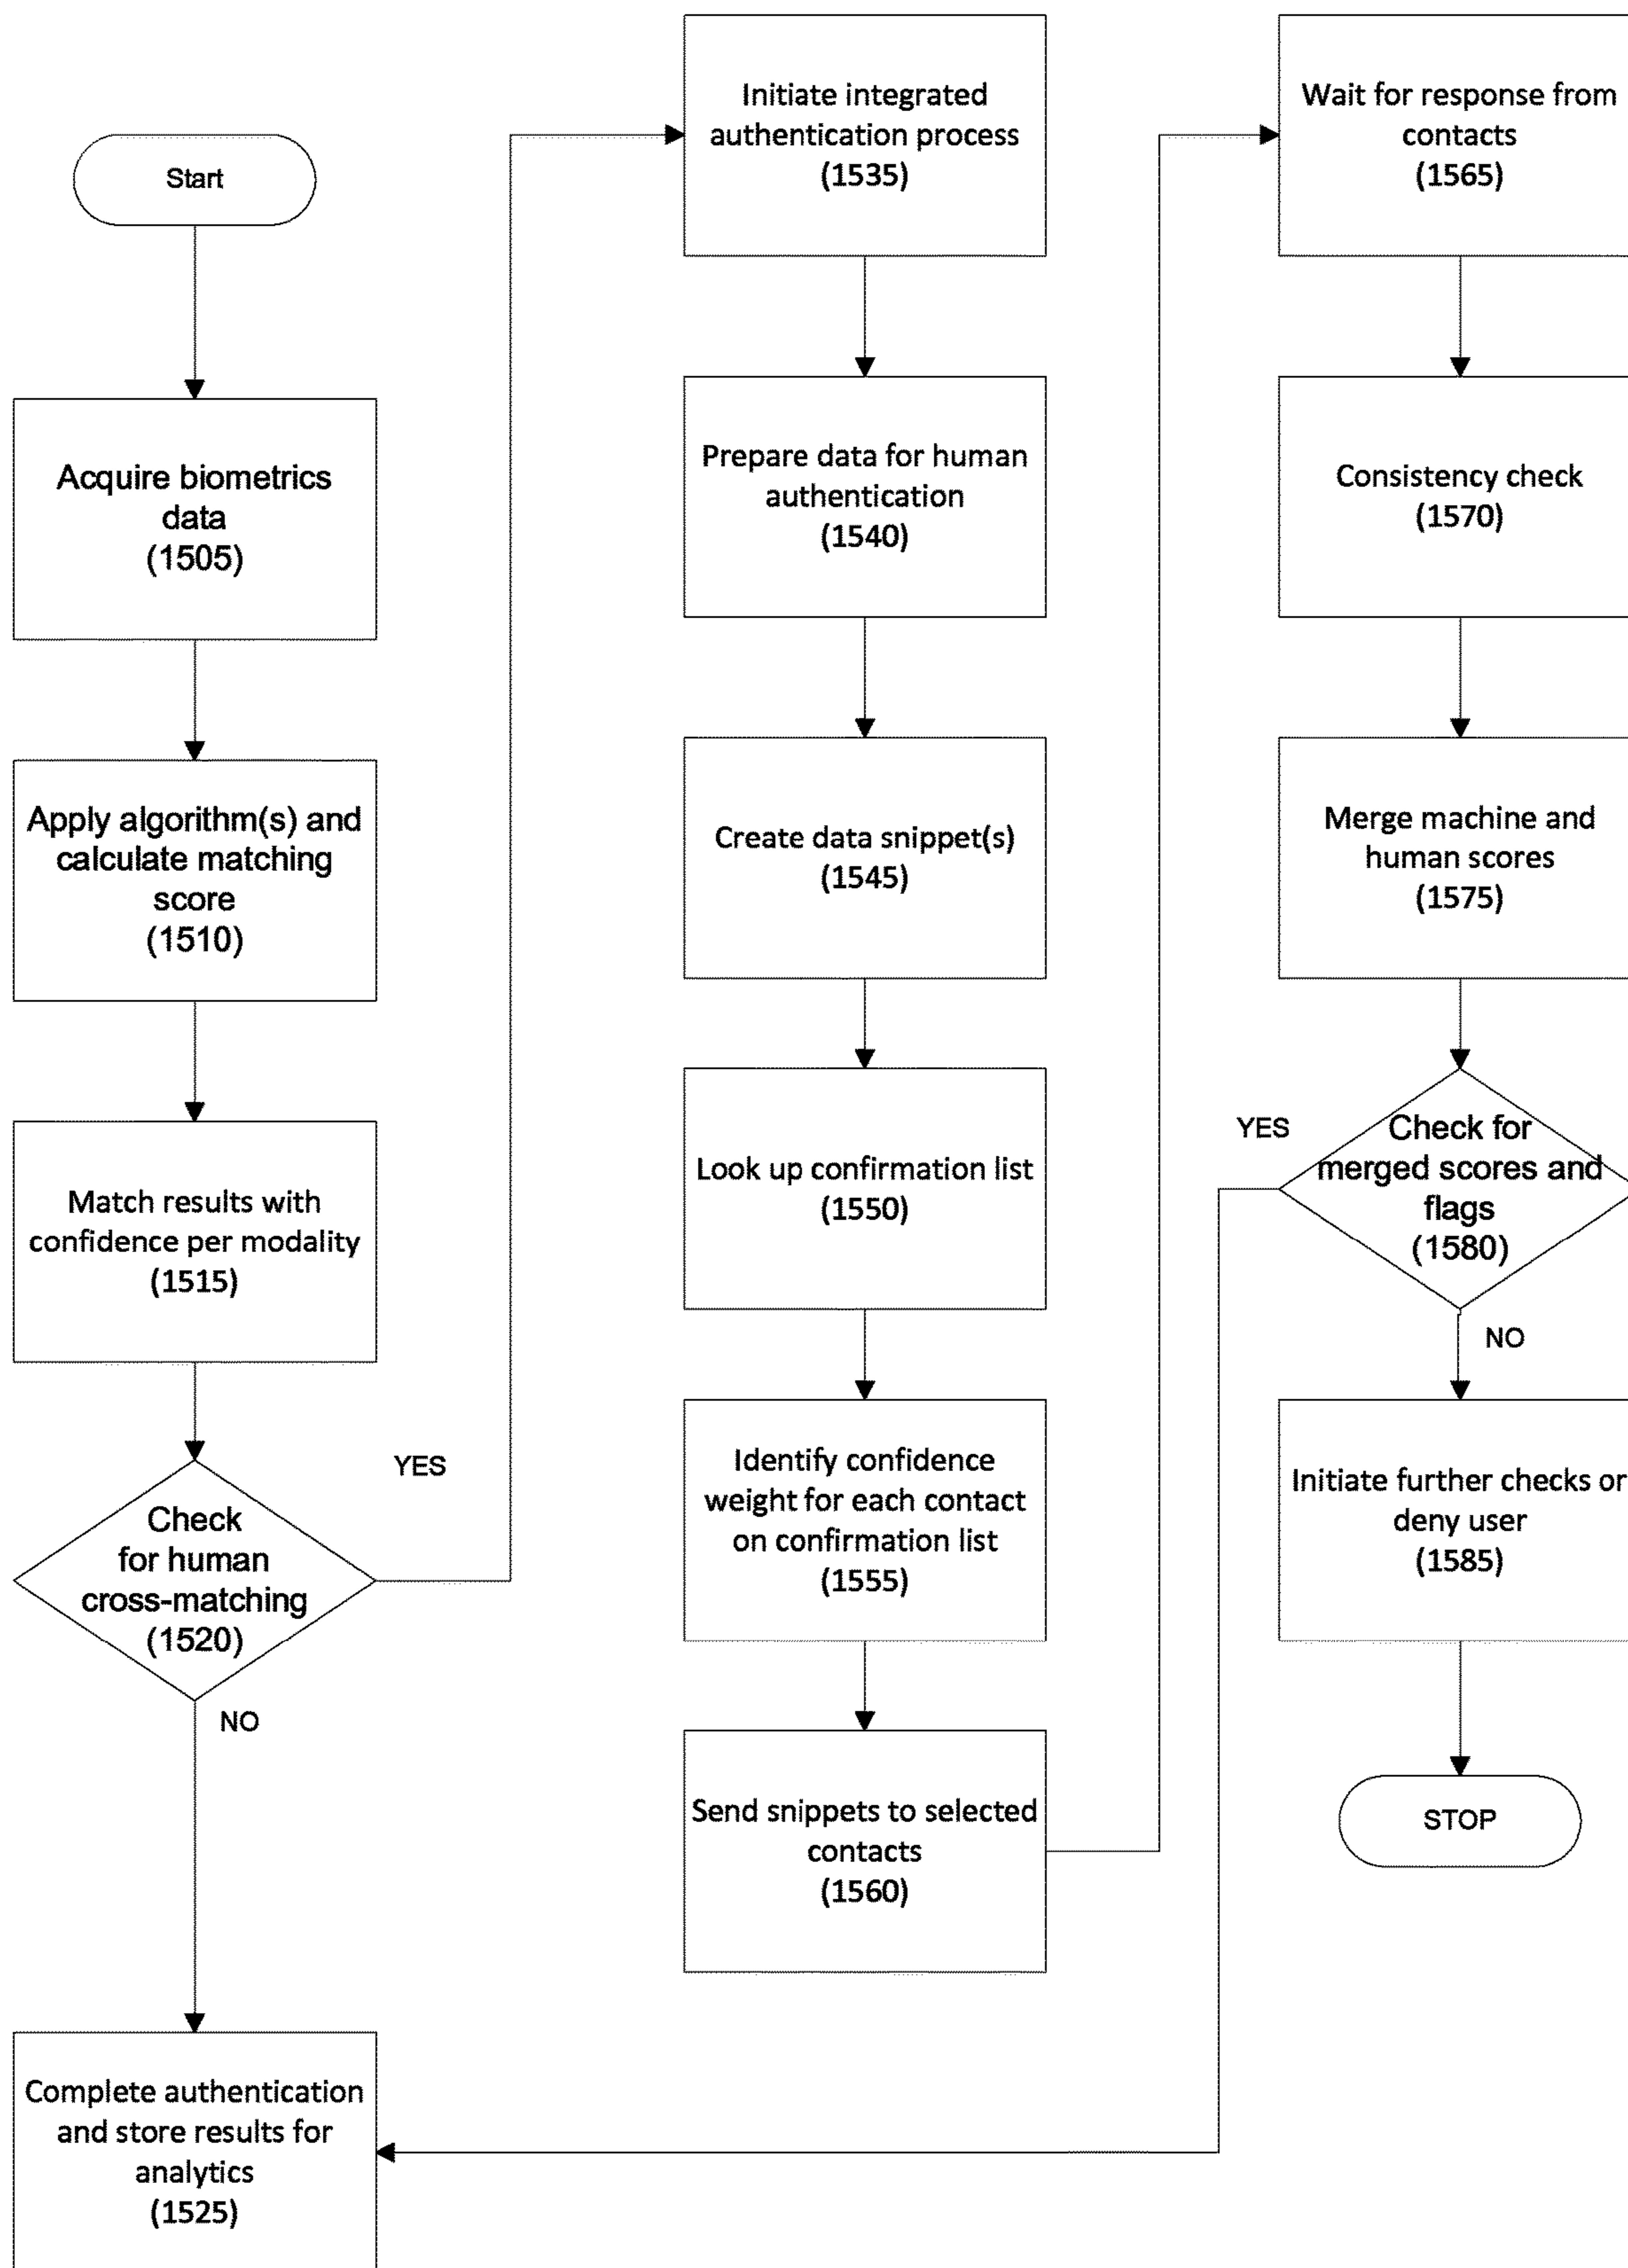 Start
Acquire biometrics
data
(1505)
Apply algorithm(s) and
calculate matching
score
(1510)
Match results with
confidence per modality
(1515)
YES
Check
for human
cross-matching
(1520)
NO
Complete authentication
and store results for
analytics
(1525)
Initiate integrated
authentication process
(1535)
Prepare data for human
authentication
(1540)
Create data snippet(s)
(1545)
Look up confirmation list
(1550)
Identify confidence
weight for each contact
on confirmation list
(1555)
Send snippets to selected
contacts
(1560)
Wait for response from
contacts
(1565)
Consistency check
(1570)
Merge machine and
human scores
(1575)
YES
Check for
merged scores and
flags
(1580)
NO
Initiate further checks or
deny user
(1585)
STOP